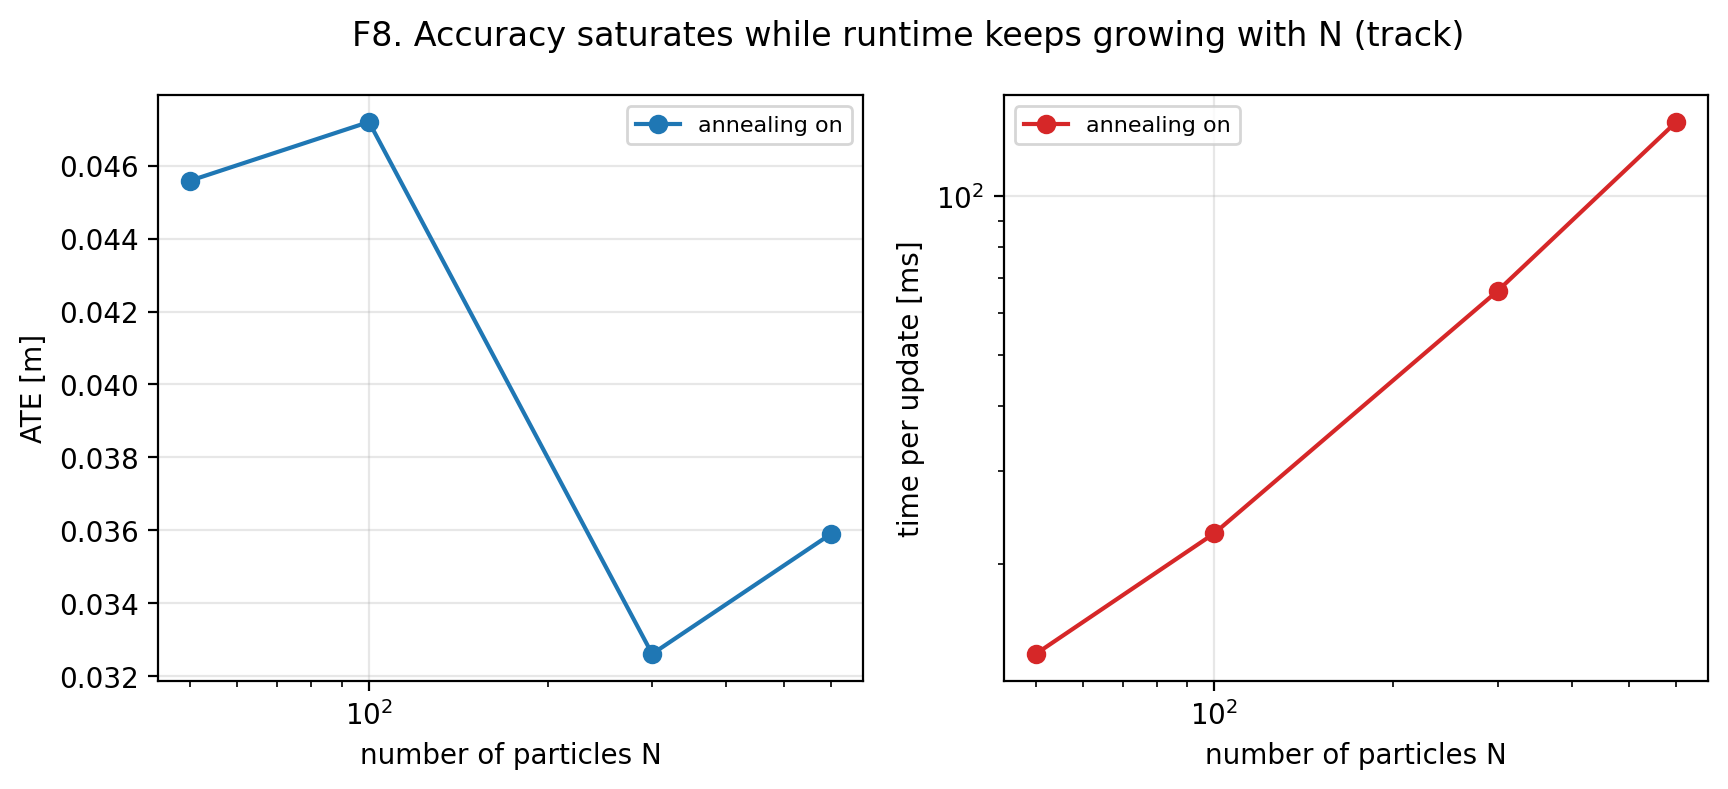 F8. Accuracy saturates while runtime keeps growing with N (track)
ATE [m]
0.046
0.044
0.042
0.040
0.038
0.036
0.034
0.032
annealing on
10²
number of particles N
time per update [ms]
10²
annealing on
10²
number of particles N